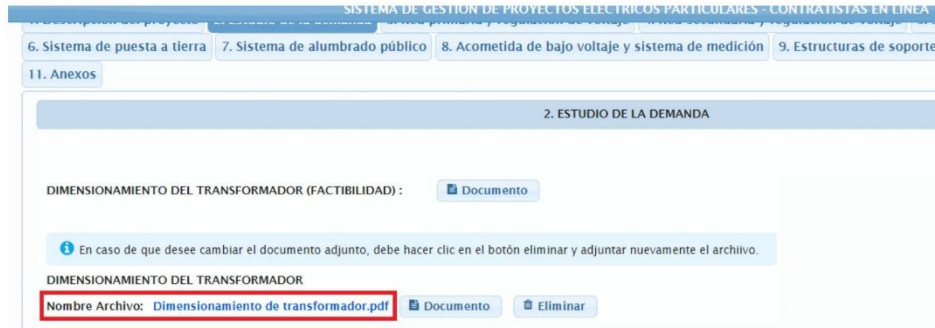 SISTEMA DE GESTIÓN DE PROYECTOS ELÉCTRICOS PARTICULARES - CONTRATISTAS EN LÍNEA
6. Sistema de puesta a tierra 7. Sistema de alumbrado público 8. Acometida de bajo voltaje y sistema de medición 9. Estructuras de soporte
11. Anexos
2. ESTUDIO DE LA DEMANDA
DIMENSIONAMIENTO DEL TRANSFORMADOR (FACTIBILIDAD) : Documento
En caso de que desee cambiar el documento adjunto, debe hacer clic en el botón eliminar y adjuntar nuevamente el archiivo.
DIMENSIONAMIENTO DEL TRANSFORMADOR
Nombre Archivo: Dimensionamiento de transformador.pdf Documento Eliminar